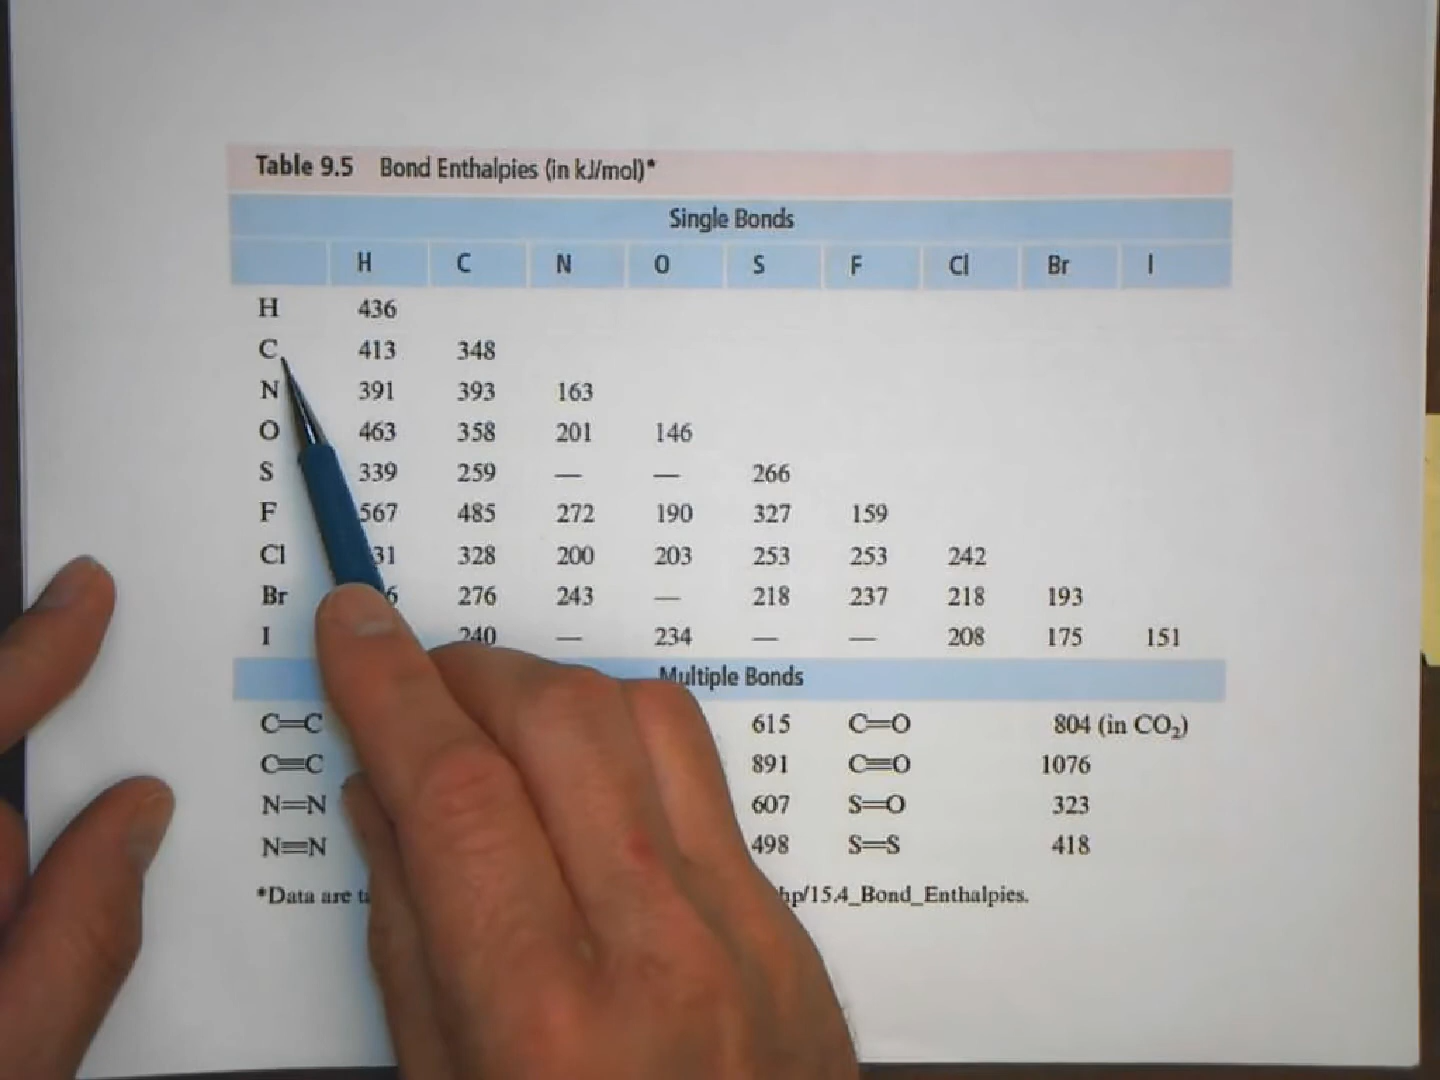 Table 9.5 Bond Enthalpies (in kJ/mol)*
Single Bonds
H C N O S F Cl Br I
H 436
C 413 348
N 391 393 163
O 463 358 201 146
S 339 259 — — 266
F 567 485 272 190 327 159
Cl 31 328 200 203 253 253 242
Br 6 276 243 — 218 237 218 193
I 240 — 234 — — 208 175 151
Multiple Bonds
C=C 615 C=O 804 (in CO₂)
C≡C 891 C≡O 1076
N=N 607 S=O 323
N≡N 498 S=S 418
*Data are hp/15.4_Bond_Enthalpies.